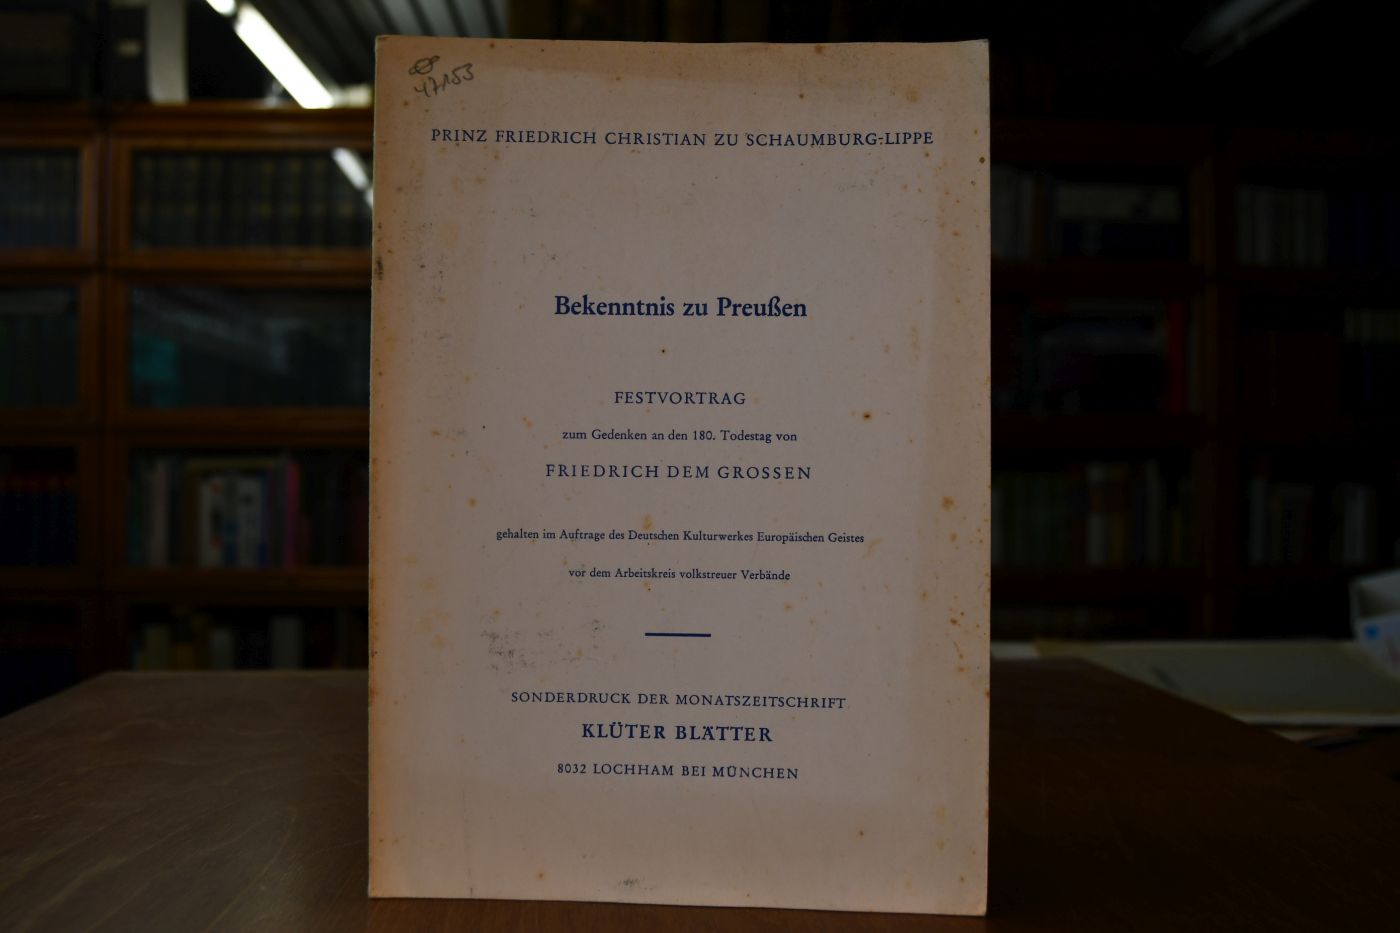 47153
PRINZ FRIEDRICH CHRISTIAN ZU SCHAUMBURG-LIPPE
Bekenntnis zu Preußen
FESTVORTRAG
zum Gedenken an den 180. Todestag von
FRIEDRICH DEM GROSSEN
gehalten im Auftrage des Deutschen Kulturwerkes Europäischen Geistes
vor dem Arbeitskreis volkstreuer Verbände
SONDERDRUCK DER MONATSZEITSCHRIFT
KLÜTER BLÄTTER
8032 LOCHHAM BEI MÜNCHEN